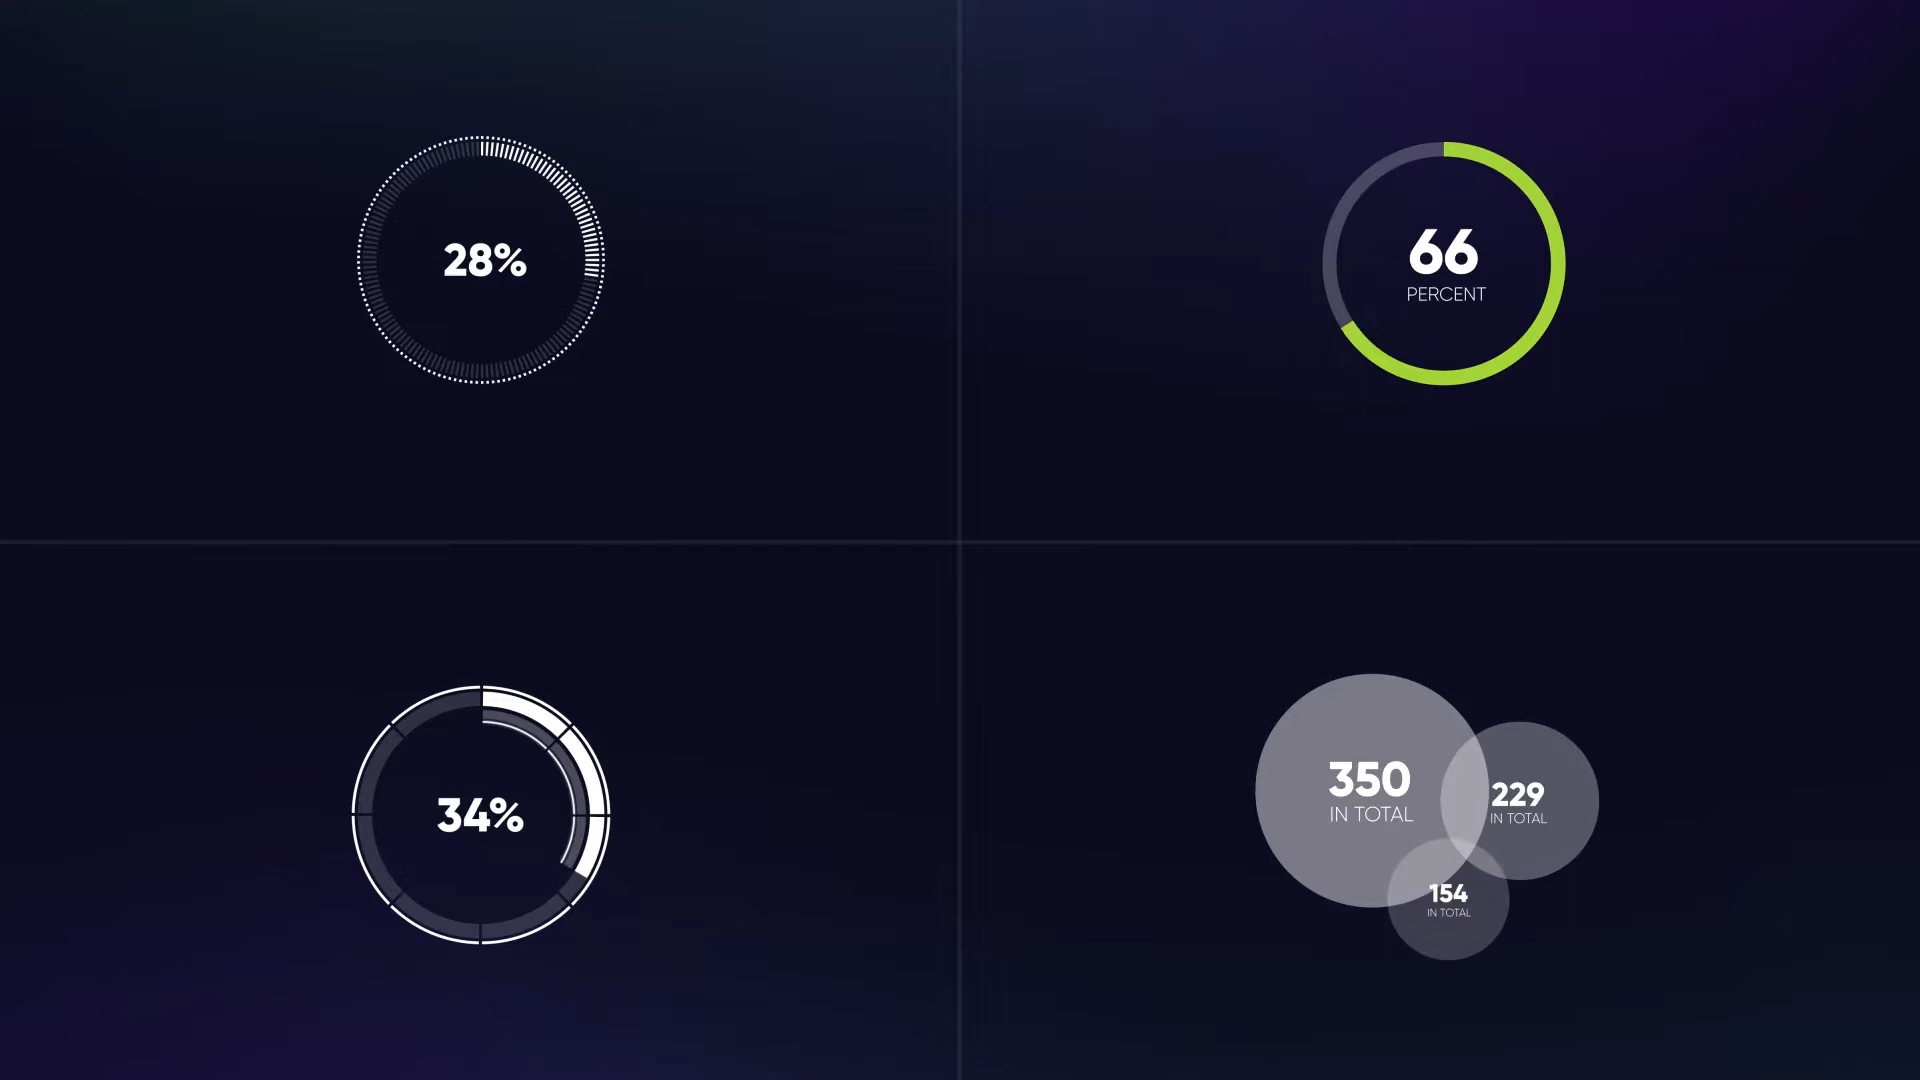 28%
66
PERCENT
34%
350
IN TOTAL
229
IN TOTAL
154
IN TOTAL